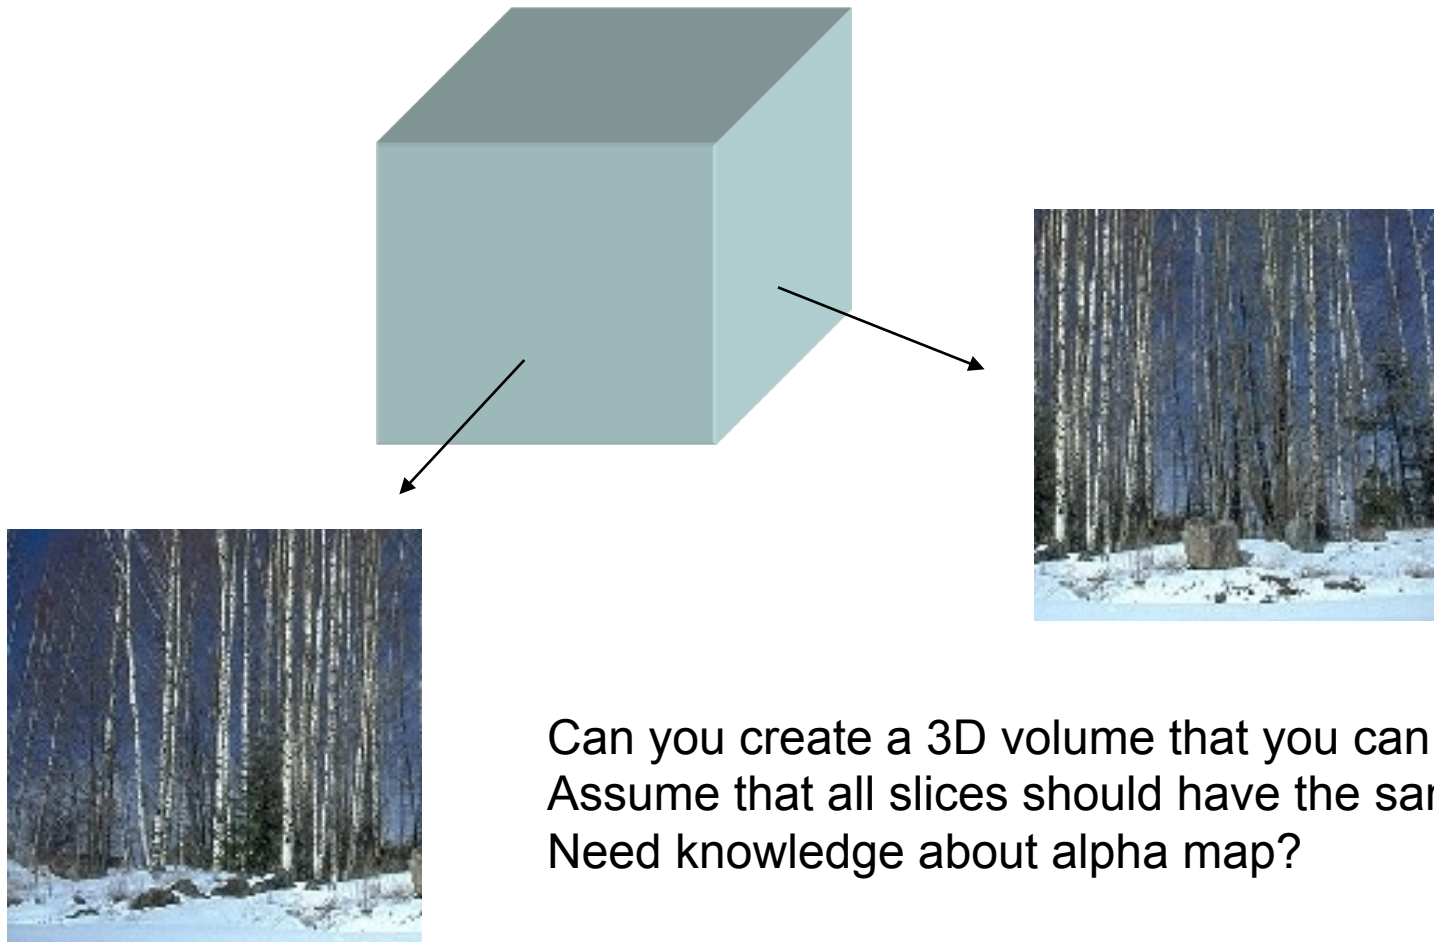 Can you create a 3D volume that you can
Assume that all slices should have the
Need knowledge about alpha map?